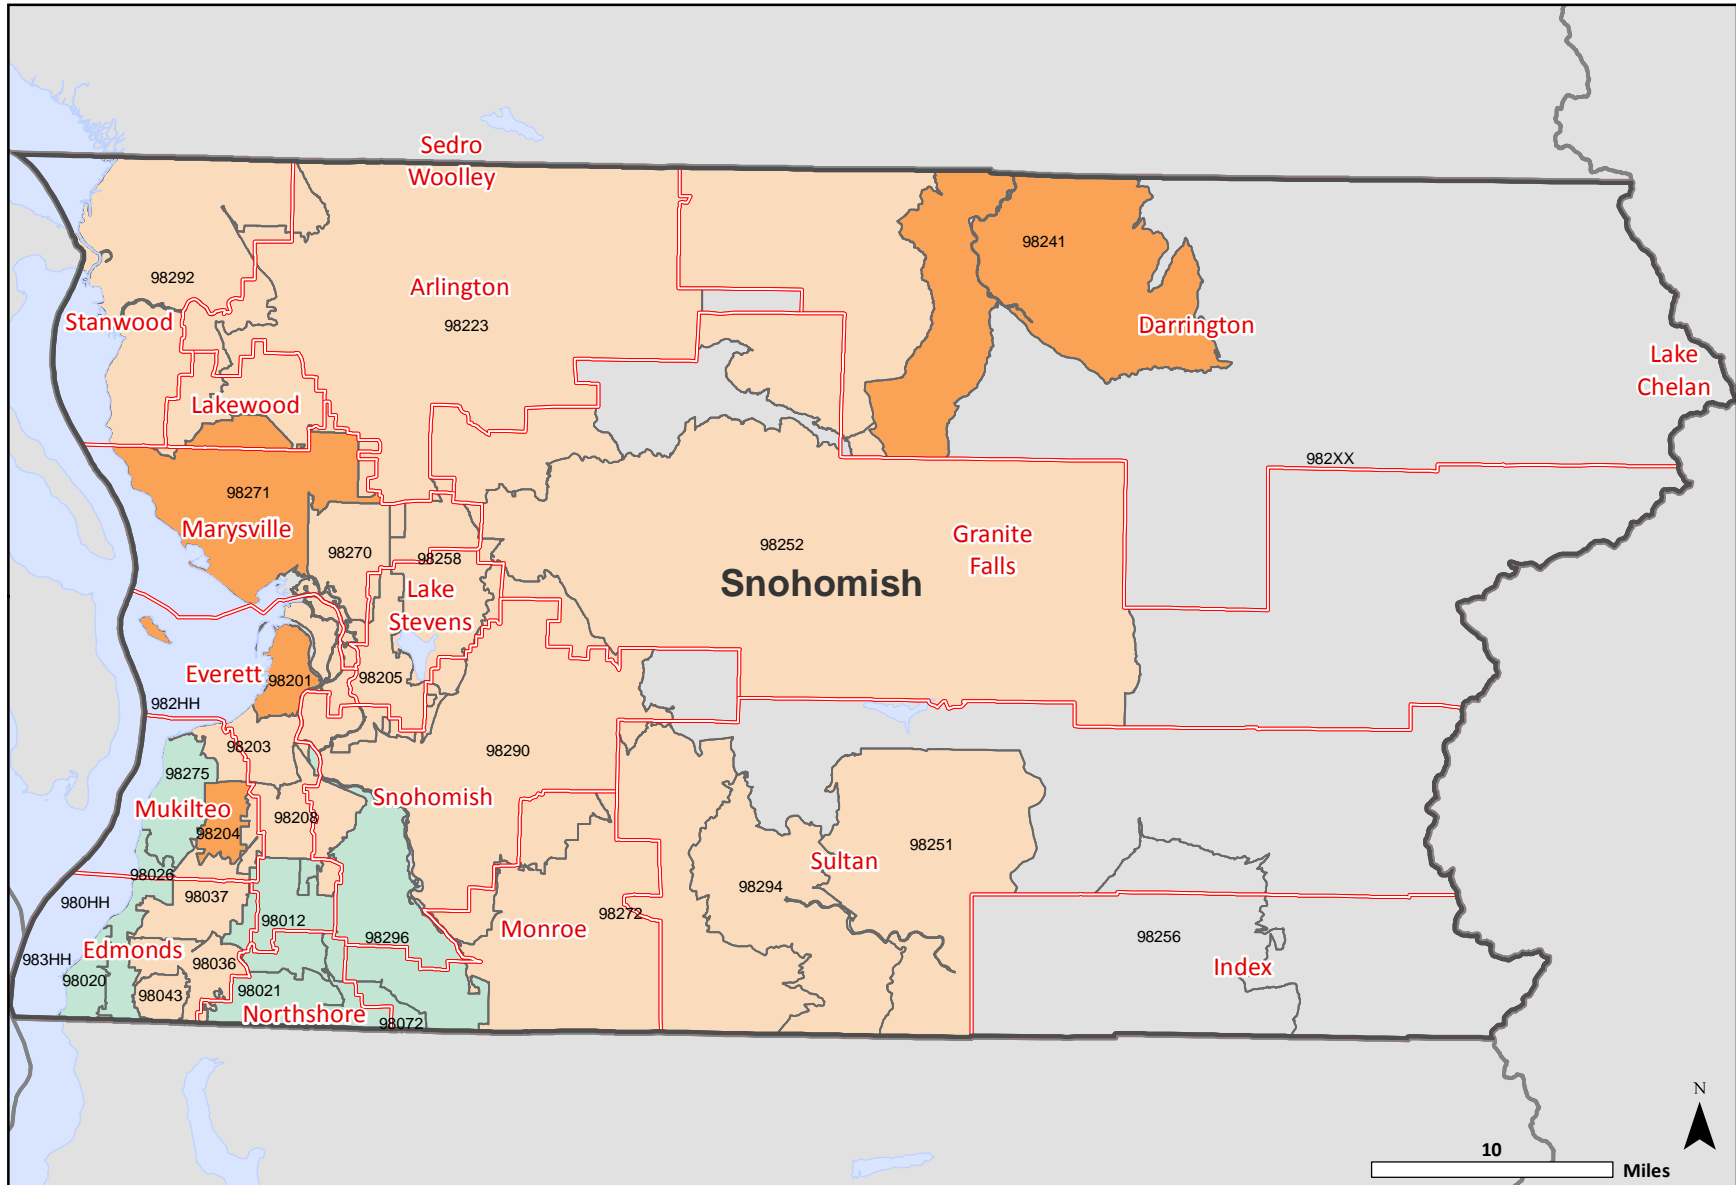 Sedro
Woolley
98241
98292
Arlington
Stanwood
98223
Darrington
Lake
Chelan
Lakewood
982XX
98271
Marysville
Granite
Falls
98270
98258
98252
Snohomish
Lake
Stevens
Everett
98201
98205
982HH
98203
98290
98275
Mukilteo
Snohomish
98204
98208
98251
Sultan
98026
98294
98037
980HH
98012
98272
Monroe
98296
98256
Edmonds
983HH
98036
Index
98020
98043
98021
Northshore
98072
N
10
Miles